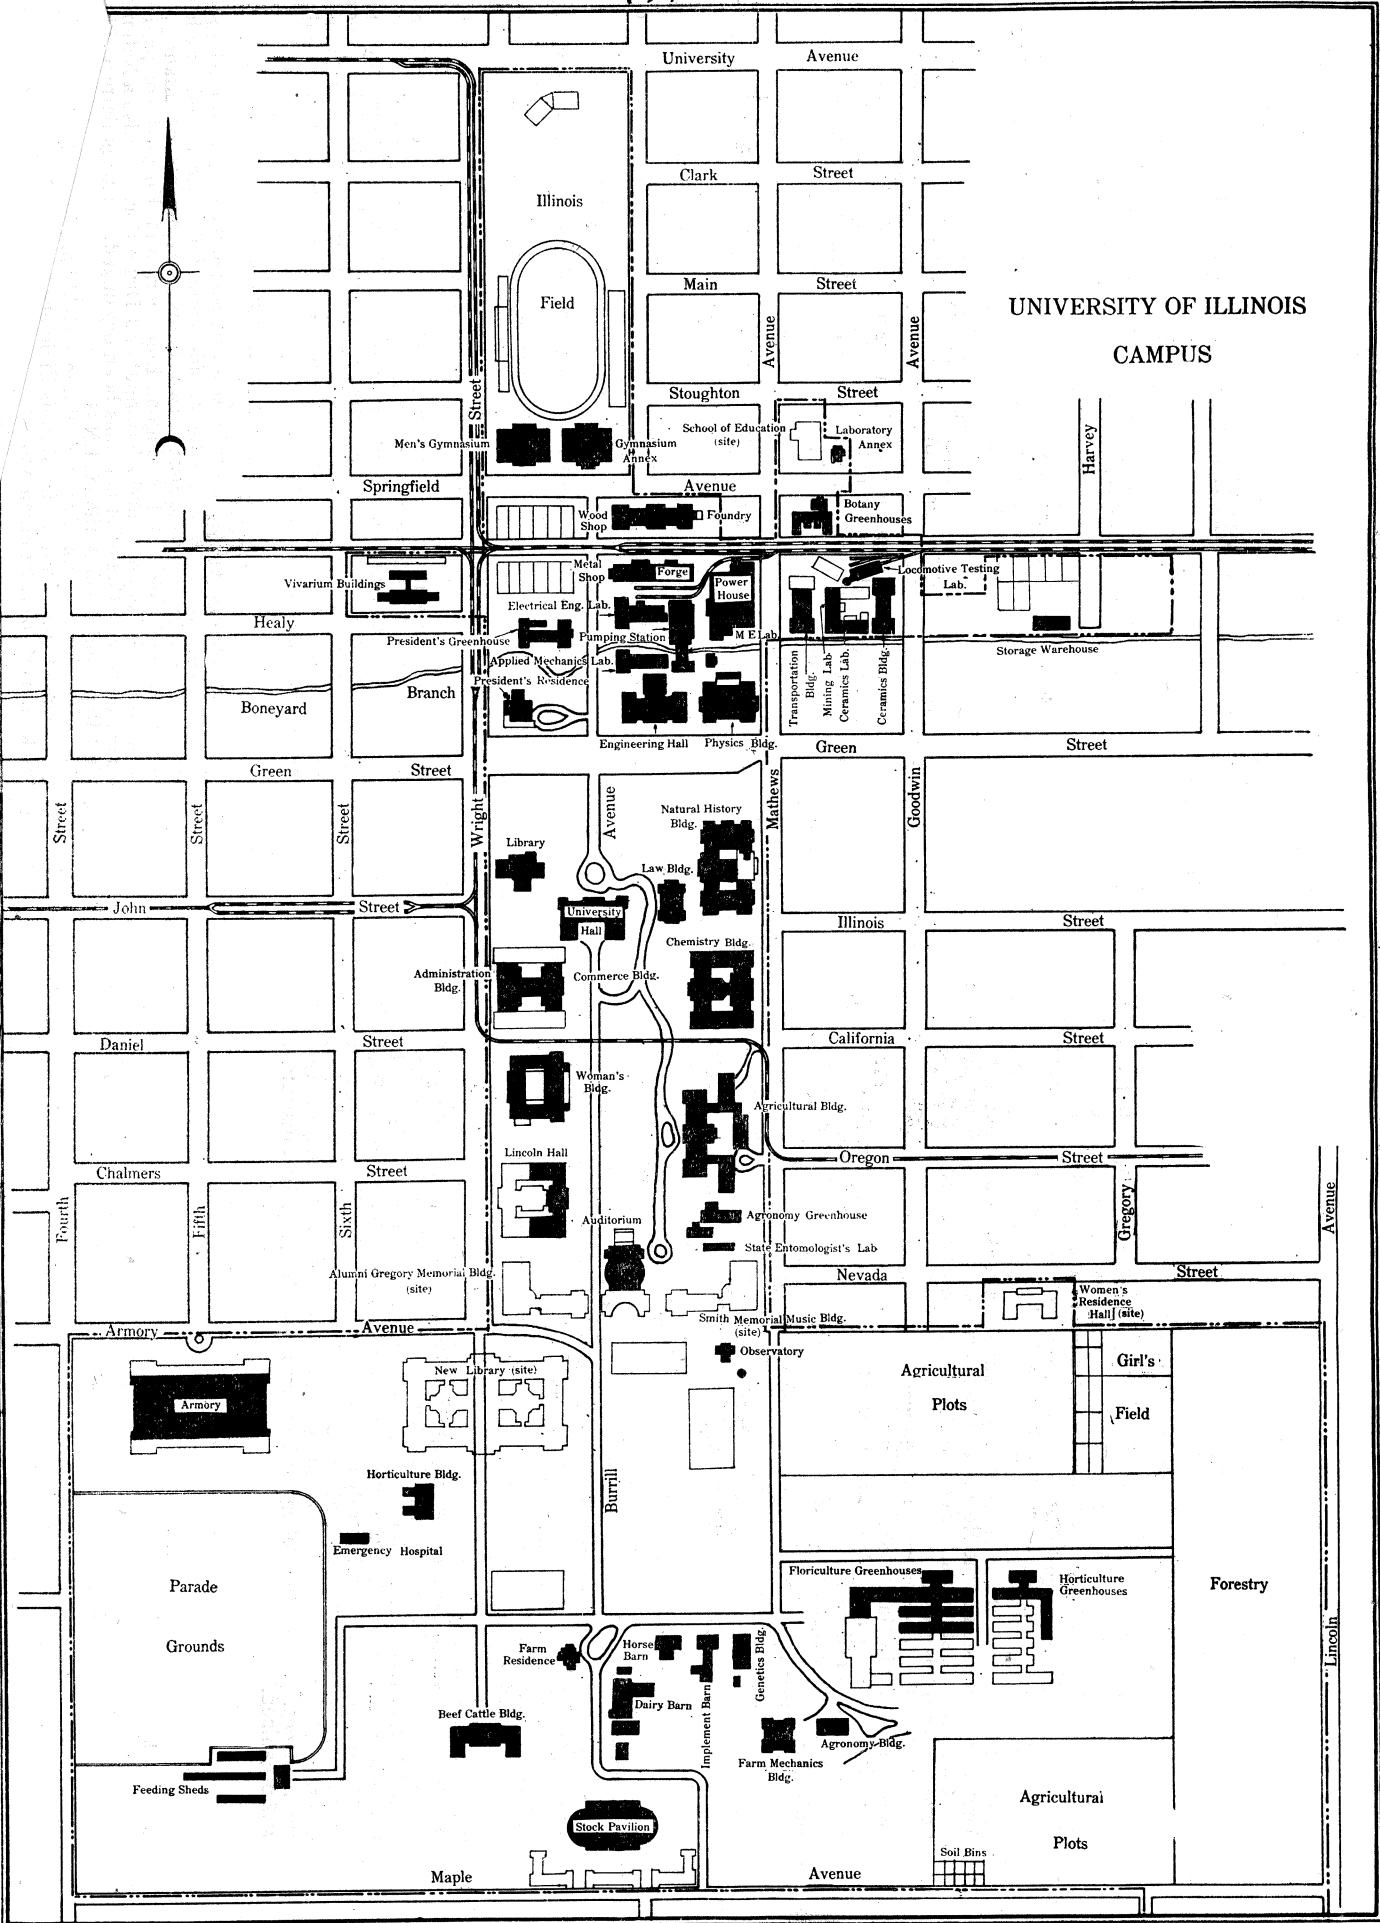 University Avenue
Illinois
Clark Street
Field
Main Street
UNIVERSITY OF ILLINOIS
CAMPUS
Avenue
Avenue
Street
Stoughton Street
Men's Gymnasium
Gymnasium
Annex
School of Education
(site)
Laboratory
Annex
Harvey
Springfield Avenue
Wood
Shop
Foundry
Botany
Greenhouses
Vivarium Buildings
Metal
Shop
Forge
Power
House
Locomotive Testing
Lab.
Electrical Eng. Lab.
Healy
President's Greenhouse
Pumping Station
M E Lab.
Storage Warehouse
Applied Mechanics Lab.
President's Residence
Transportation
Bldg.
Mining Lab
Ceramics Lab.
Ceramics Bldg.
Boneyard Branch
Engineering Hall
Physics Bldg.
Green Street
Green Street
Street
Street
Street
Wright
Avenue
Mathews
Goodwin
Natural History
Bldg.
Library
Law Bldg.
John Street
University
Hall
Illinois Street
Chemistry Bldg.
Administration
Bldg.
Commerce Bldg.
Daniel Street
California Street
Woman's
Bldg.
Agricultural Bldg.
Lincoln Hall
Oregon Street
Chalmers Street
Fourth
Fifth
Sixth
Gregory
Avenue
Auditorium
Agronomy Greenhouse
State Entomologist's Lab
Alumni Gregory Memorial Bldg.
(site)
Nevada Street
Women's
Residence
Hall (site)
Smith Memorial Music Bldg.
(site)
Armory Avenue
Observatory
New Library (site)
Armory
Agricultural
Plots
Girl's
Field
Horticulture Bldg.
Burrill
Emergency Hospital
Parade
Grounds
Floriculture Greenhouses
Horticulture
Greenhouses
Forestry
Lincoln
Farm
Residence
Horse
Barn
Implement Barn
Genetics Bldg.
Dairy Barn
Beef Cattle Bldg.
Agronomy Bldg.
Farm Mechanics
Bldg.
Feeding Sheds
Agricultural
Plots
Stock Pavilion
Soil Bins
Maple Avenue